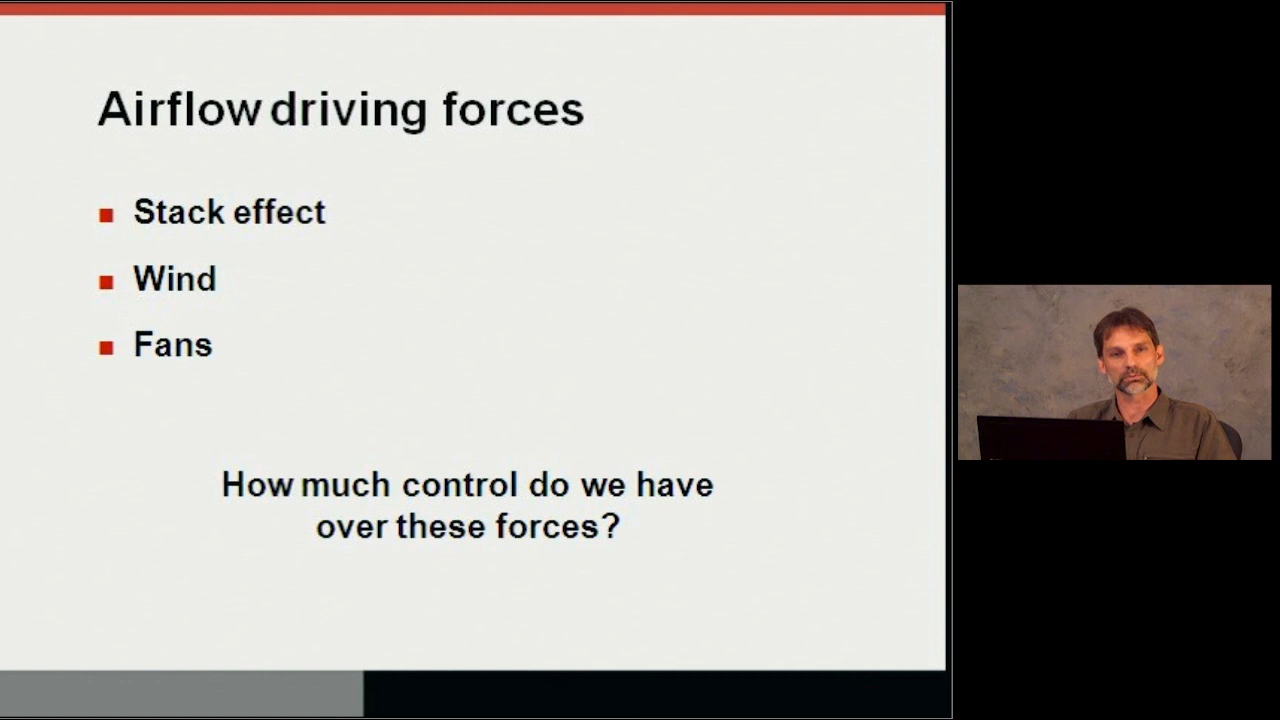 Airflow driving forces
Stack effect
Wind
Fans
How much control do we have
over these forces?